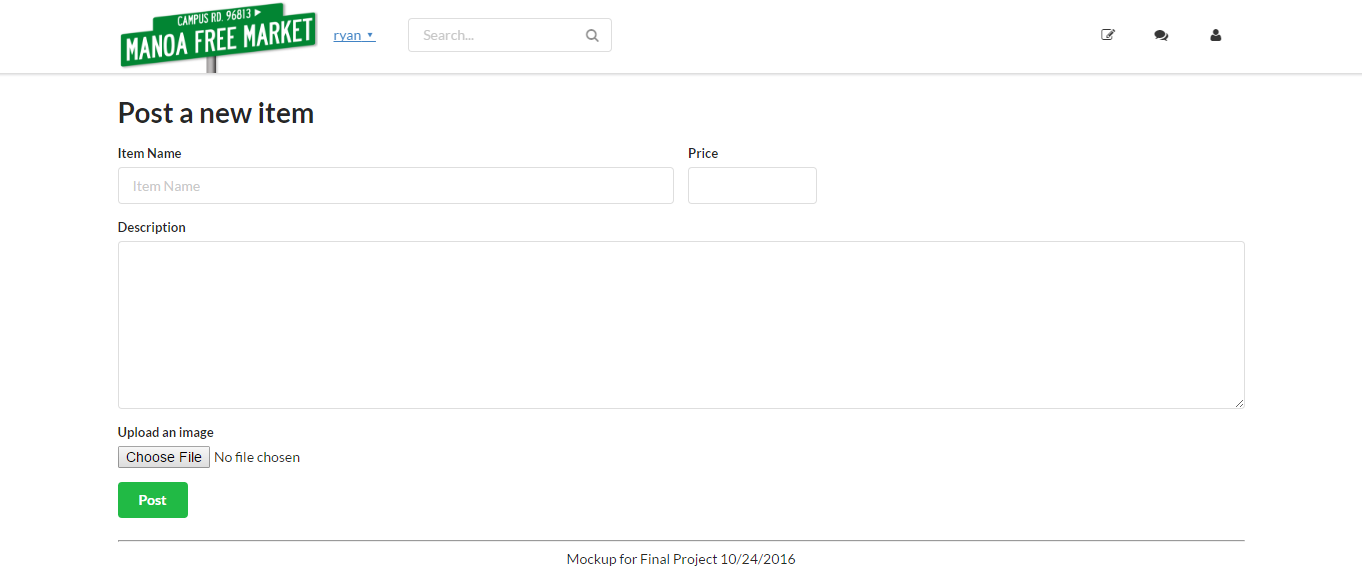 CAMPUS RD. 96813 ►
MANOA FREE MARKET
ryan ▼
Search...
Post a new item
Item Name
Price
Item Name
Description
Upload an image
Choose File No file chosen
Post
Mockup for Final Project 10/24/2016